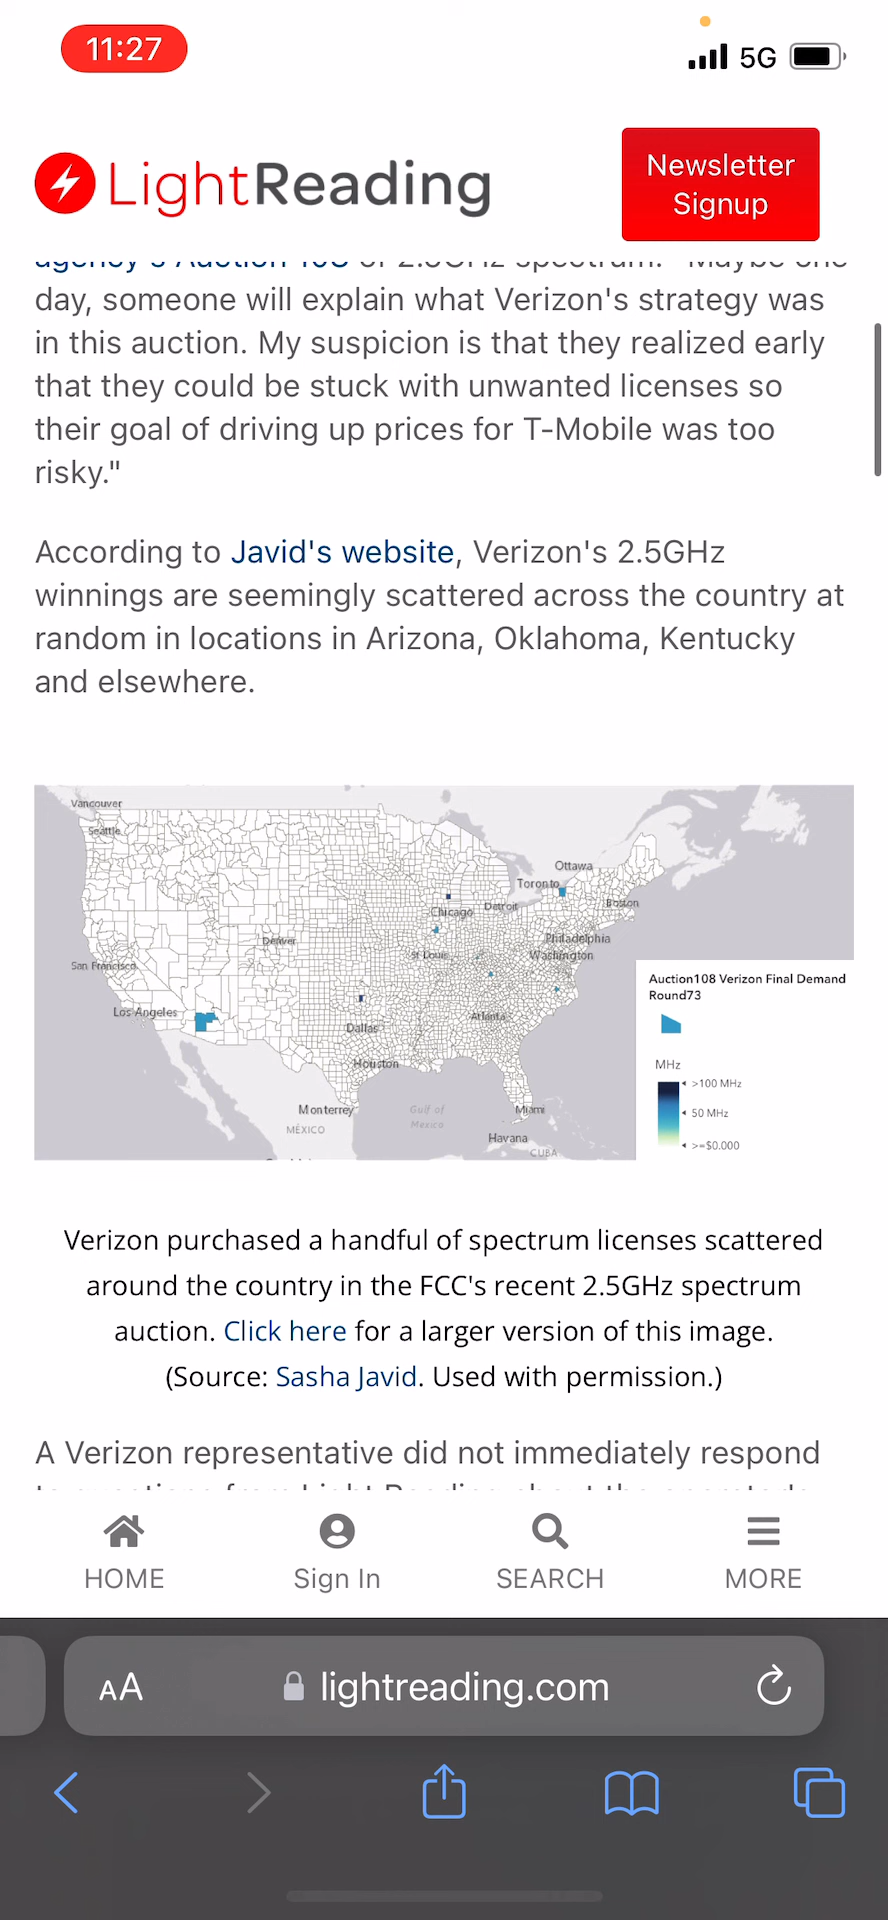 11:27
5G
LightReading
Newsletter
Signup
day, someone will explain what Verizon's strategy was
in this auction. My suspicion is that they realized early
that they could be stuck with unwanted licenses so
their goal of driving up prices for T-Mobile was too
risky."
According to Javid's website, Verizon's 2.5GHz
winnings are seemingly scattered across the country at
random in locations in Arizona, Oklahoma, Kentucky
and elsewhere.
Vancouver
Seattle
Ottawa
Toronto
Boston
Chicago
Detroit
Denver
Philadelphia
St Louis
Washington
San Francisco
Auction108 Verizon Final Demand
Round73
Los Angeles
Atlanta
Dallas
Houston
MHz
>100 MHz
50 MHz
>=$0.000
Monterrey
Gulf of
Mexico
Miami
MÉXICO
Havana
CUBA
Verizon purchased a handful of spectrum licenses scattered
around the country in the FCC's recent 2.5GHz spectrum
auction. Click here for a larger version of this image.
(Source: Sasha Javid. Used with permission.)
A Verizon representative did not immediately respond
HOME
Sign In
SEARCH
MORE
AA
lightreading.com